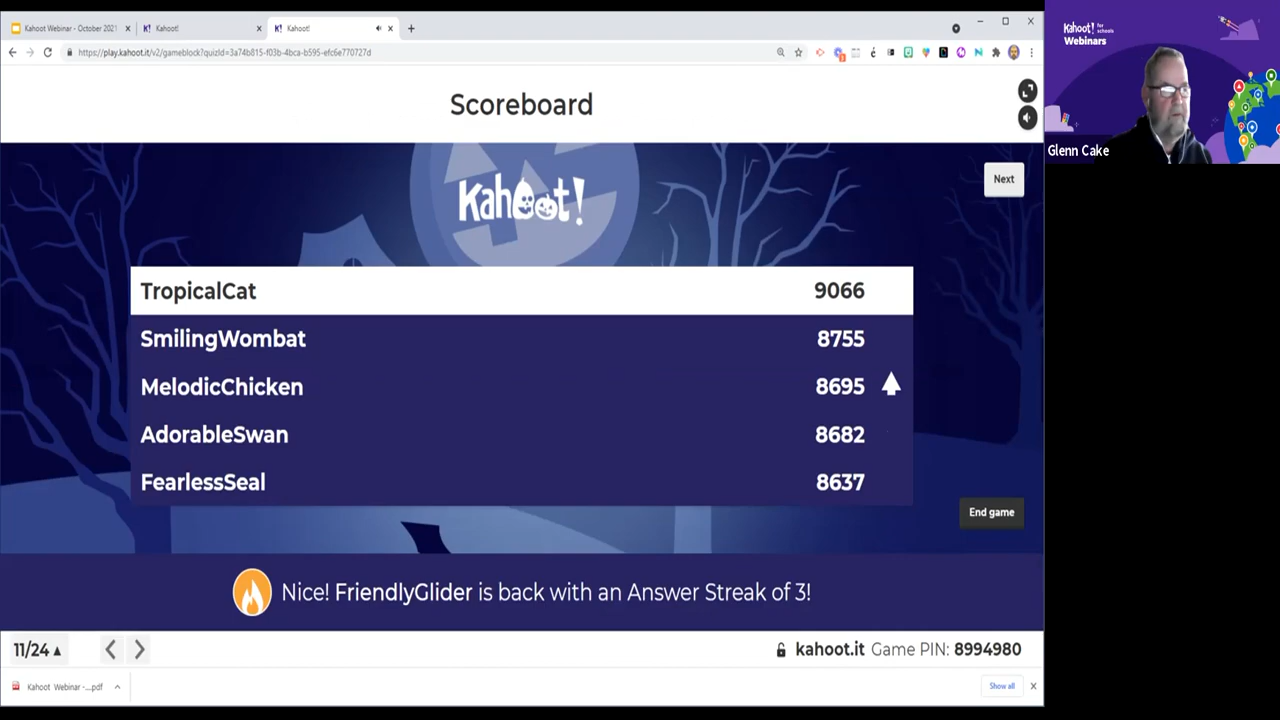 Kahoot Webinar - October 2021
Kahoot!
Kahoot!
https://play.kahoot.it/v2/gameblock?quizId=3a74b815-f03b-4bca-b595-efc6e770727d
Scoreboard
Kahoot!
Next
TropicalCat 9066
SmilingWombat 8755
MelodicChicken 8695
AdorableSwan 8682
FearlessSeal 8637
End game
Nice! FriendlyGlider is back with an Answer Streak of 3!
11/24
kahoot.it Game PIN: 8994980
Kahoot Webinar -....pdf
Show all
Kahoot! for schools
Webinars
Glenn Cake